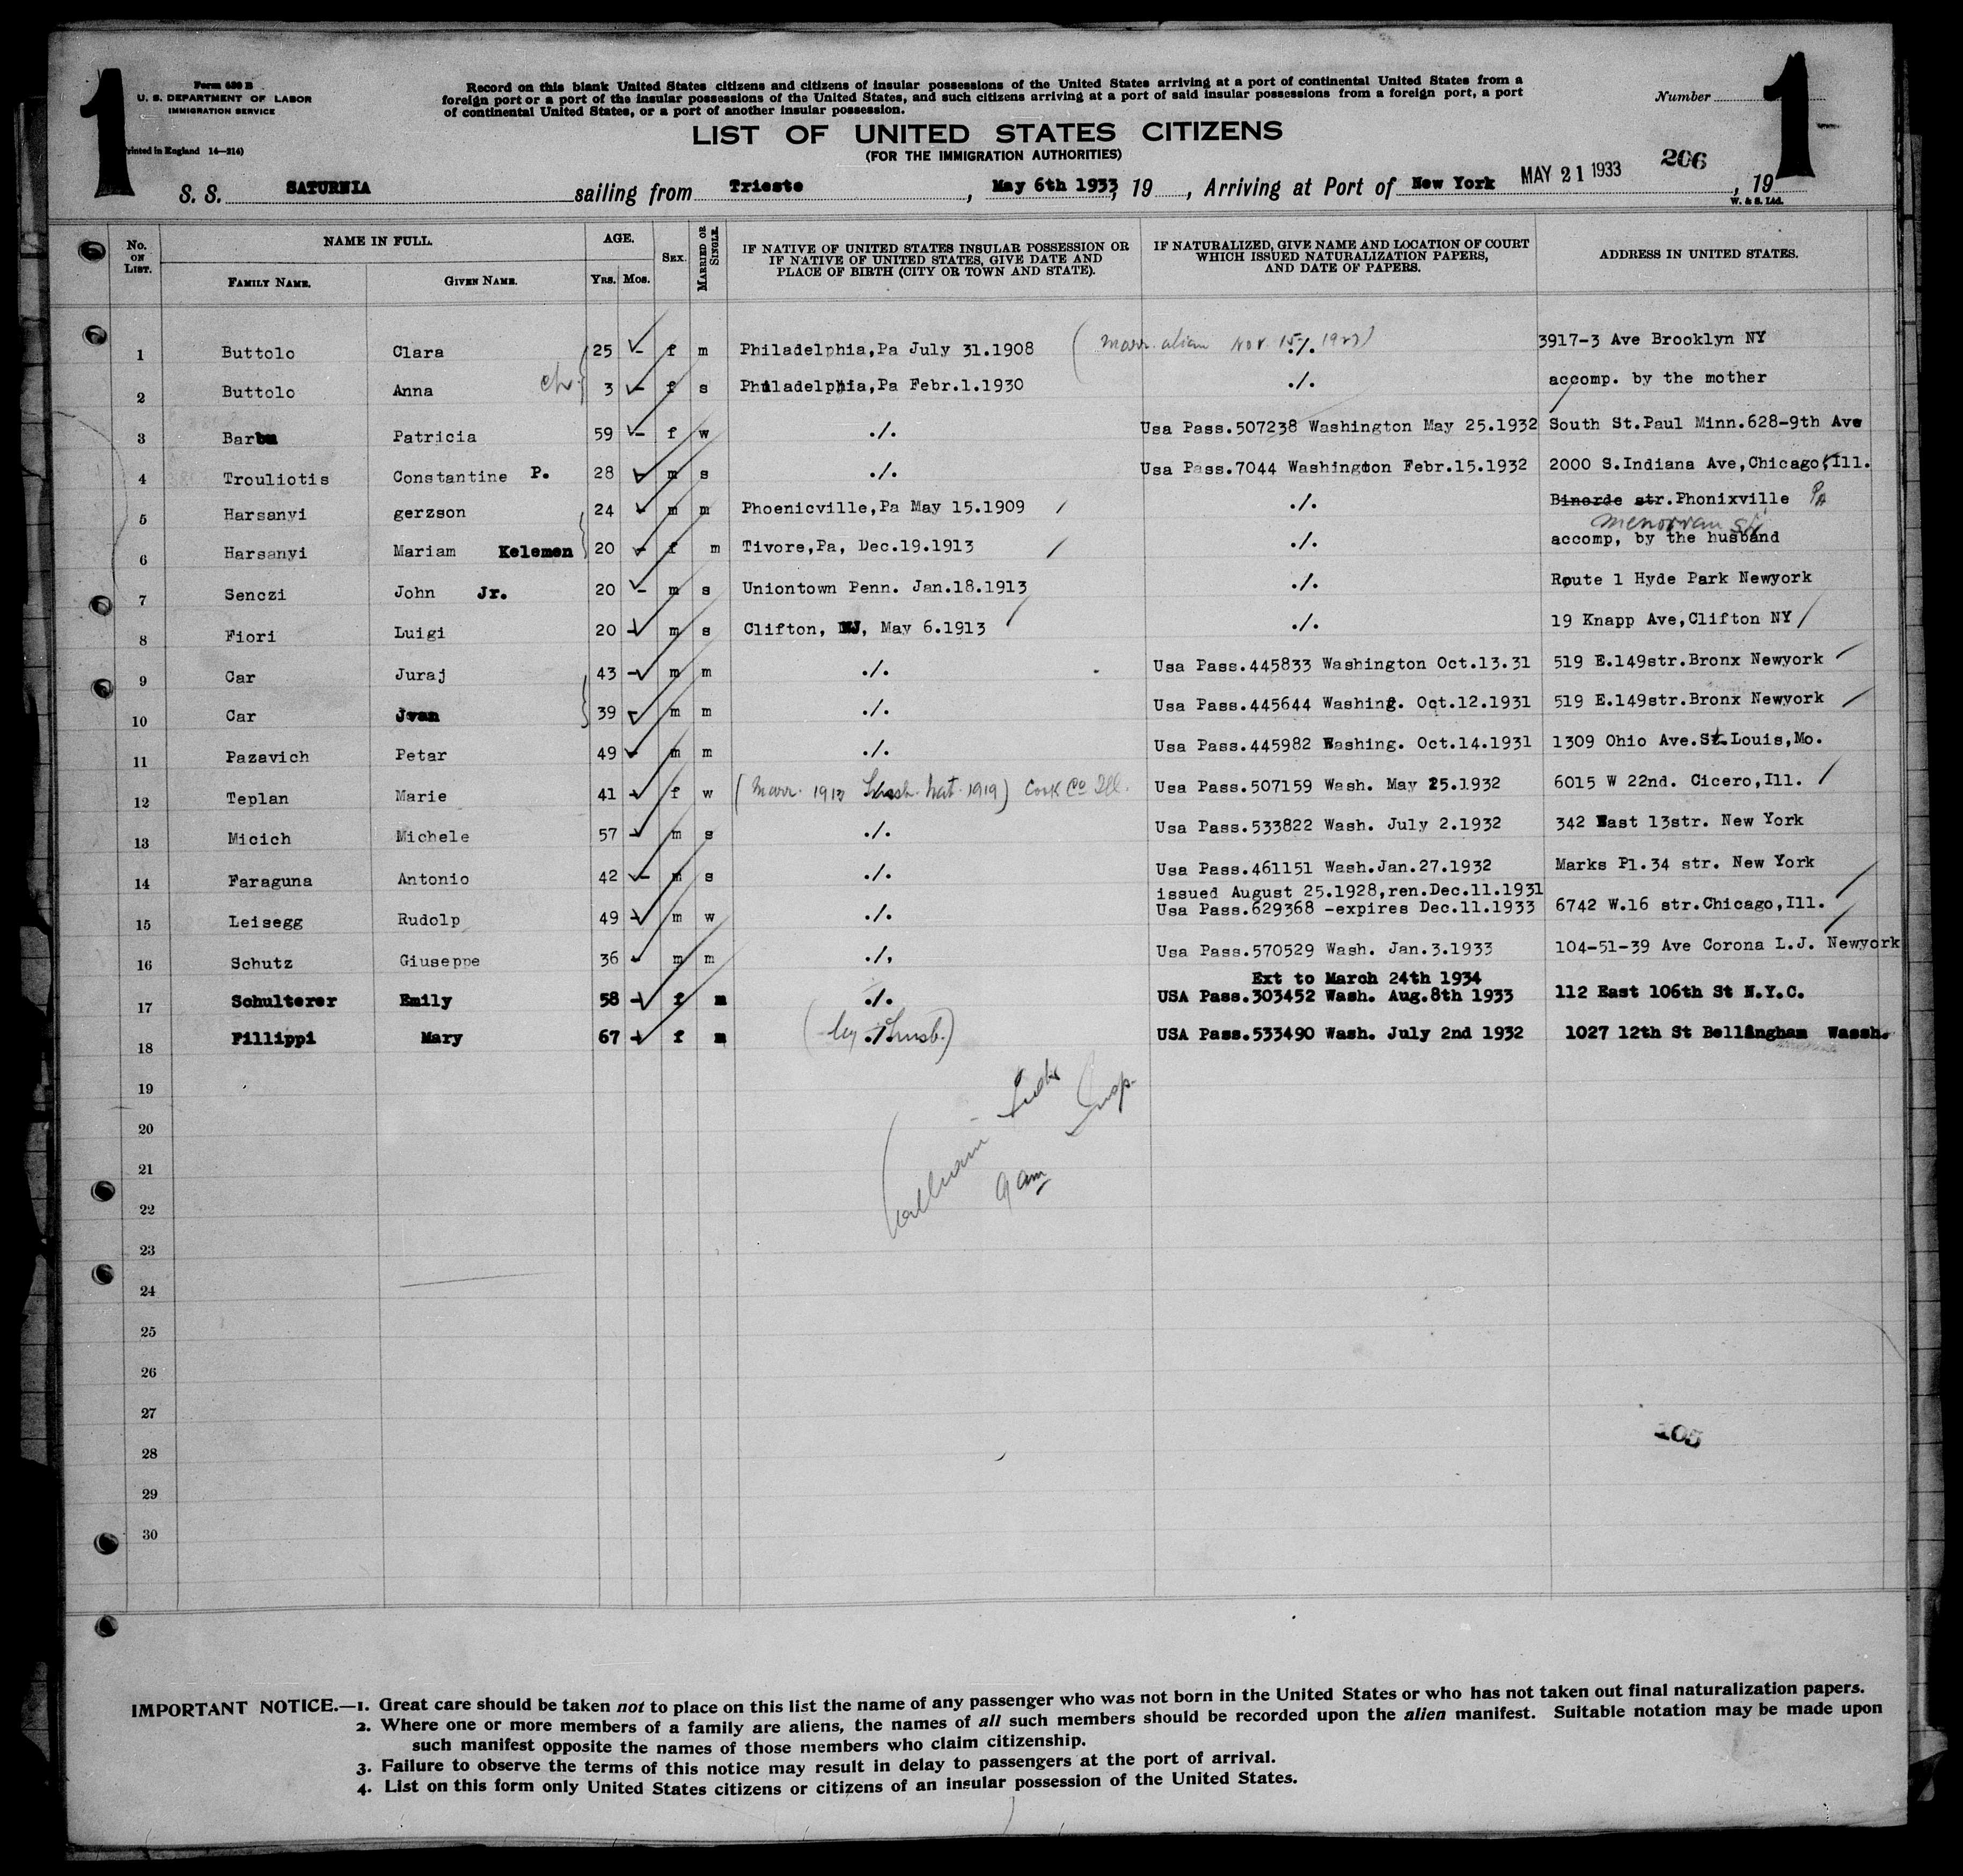 1
1
Form 630 B
U. S. DEPARTMENT OF LABOR
IMMIGRATION SERVICE
Printed in England 14—214)
Record on this blank United States citizens and citizens of insular possessions of the United States arriving at a port of continental United States from a
foreign port or a port of the insular possessions of the United States, and such citizens arriving at a port of said insular possessions from a foreign port, a port
of continental United States, or a port of another insular possession.
Number
LIST OF UNITED STATES CITIZENS
(FOR THE IMMIGRATION AUTHORITIES)
206
S. S. SATURNIA sailing from Trieste, May 6th 1933, 19 , Arriving at Port of New York MAY 21 1933, 19
W. & S. Ltd.
No. ON LIST. NAME IN FULL. AGE. SEX. MARRIED OR SINGLE. IF NATIVE OF UNITED STATES INSULAR POSSESSION OR IF NATIVE OF UNITED STATES, GIVE DATE AND PLACE OF BIRTH (CITY OR TOWN AND STATE). IF NATURALIZED, GIVE NAME AND LOCATION OF COURT WHICH ISSUED NATURALIZATION PAPERS, AND DATE OF PAPERS. ADDRESS IN UNITED STATES.
FAMILY NAME. GIVEN NAME. YRS. MOS.
1 Buttolo Clara 25 - f m Philadelphia,Pa July 31.1908 (Marr. alien Nov. 15 ./. ) 3917-3 Ave Brooklyn NY
2 Buttolo Anna ch. 3 - f s Philadelphia,Pa Febr.1.1930 ./. accomp. by the mother
3 Patricia 59 - f w ./. Usa Pass.507238 Washington May 25.1932 South St.Paul Minn.628-9th Ave
4 Trouliotis Constantine P. 28 - m s ./. Usa Pass.7044 Washington Febr.15.1932 2000 S.Indiana Ave,Chicago,Ill.
5 Harsanyi gerzson 24 - m m Phoenicville,Pa May 15.1909 ./. Binorde str.Phonixville Pa
6 Harsanyi Mariam Kelemen 20 - f m Tivore,Pa, Dec.19.1913 ./. accomp, by the husband
7 Senczi John Jr. 20 - m s Uniontown Penn. Jan.18.1913 ./. Route 1 Hyde Park Newyork
8 Fiori Luigi 20 - m s Clifton, NJ, May 6.1913 ./. 19 Knapp Ave,Clifton NY
9 Car Juraj 43 - m m ./. Usa Pass.445833 Washington Oct.13.31 519 E.149str.Bronx Newyork
10 Car Jvan 39 - m m ./. Usa Pass.445644 Washing. Oct.12.1931 519 E.149str.Bronx Newyork
11 Pazavich Petar 49 - m m ./. Usa Pass.445982 Washing. Oct.14.1931 1309 Ohio Ave.St.Louis,Mo.
12 Teplan Marie 41 - f w (Marr. 1913 Nat. 1919) Cook Co Ill. Usa Pass.507159 Wash. May 25.1932 6015 W 22nd. Cicero,Ill.
13 Micich Michele 57 - m s ./. Usa Pass.533822 Wash. July 2.1932 342 East 13str. New York
14 Faraguna Antonio 42 - m s ./. Usa Pass.461151 Wash.Jan.27.1932 Marks Pl.34 str. New York
issued August 25.1928,ren.Dec.11.1931
15 Leisegg Rudolp 49 - m w ./. Usa Pass.629368 -expires Dec.11.1933 6742 W.16 str.Chicago,Ill.
16 Schutz Giuseppe 36 - m m ./. Usa Pass.570529 Wash. Jan.3.1933 104-51-39 Ave Corona L.J. Newyork
Ext to March 24th 1934
17 Schulterer Emily 58 - f m ./. USA Pass.303452 Wash. Aug.8th 1933 112 East 106th St N.Y.C.
18 Fillippi Mary 67 - f m (by ./. husb.) USA Pass.533490 Wash. July 2nd 1932 1027 12th St Bellingham Wassh.
19
20
21
9 am Insp.
22
23
24
25
26
27
28
105
29
30
IMPORTANT NOTICE.—1. Great care should be taken not to place on this list the name of any passenger who was not born in the United States or who has not taken out final naturalization papers.
2. Where one or more members of a family are aliens, the names of all such members should be recorded upon the alien manifest. Suitable notation may be made upon
such manifest opposite the names of those members who claim citizenship.
3. Failure to observe the terms of this notice may result in delay to passengers at the port of arrival.
4. List on this form only United States citizens or citizens of an insular possession of the United States.